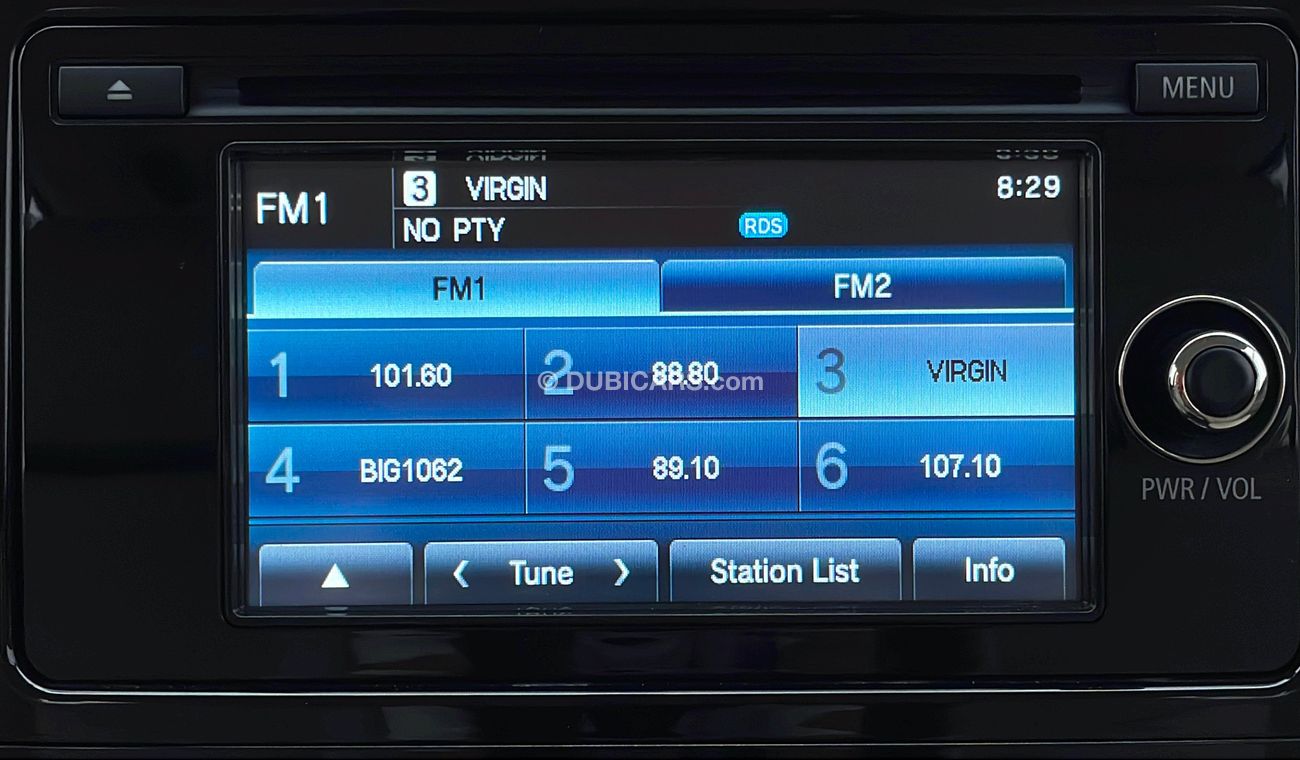 MENU
FM1
3 VIRGIN
8:29
NO PTY
RDS
FM1
FM2
1 101.60
2 88.80
3 VIRGIN
© DUBICARS.com
4 BIG1062
5 89.10
6 107.10
Tune
Station List
Info
PWR / VOL